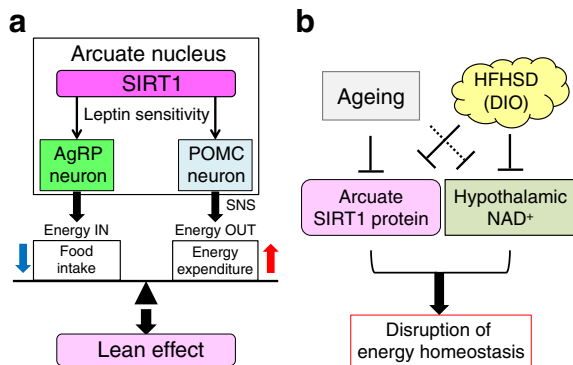 a
Arcuate nucleus
SIRT1
Leptin sensitivity
AgRP
neuron
POMC
neuron
SNS
Energy IN
Energy OUT
Food
intake
Energy
expenditure
Lean effect
b
Ageing
HFHSD
(DIO)
Arcuate
SIRT1 protein
Hypothalamic
NAD⁺
Disruption of
energy homeostasis